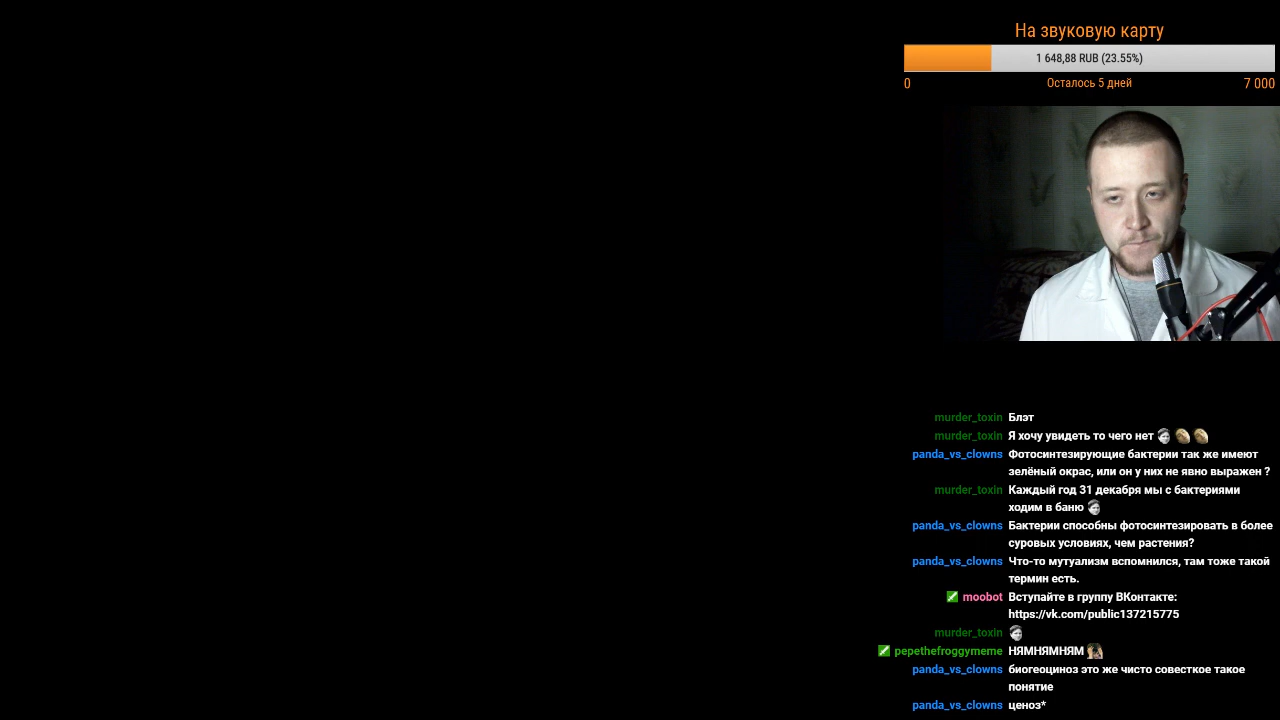 На звуковую карту
1 648,88 RUB (23.55%)
0 Осталось 5 дней 7 000
murder_toxin Блэт
murder_toxin Я хочу увидеть то чего нет
panda_vs_clowns Фотосинтезирующие бактерии так же имеют
зелёный окрас, или он у них не явно выражен ?
murder_toxin Каждый год 31 декабря мы с бактериями
ходим в баню
panda_vs_clowns Бактерии способны фотосинтезировать в более
суровых условиях, чем растения?
panda_vs_clowns Что-то мутуализм вспомнился, там тоже такой
термин есть.
moobot Вступайте в группу ВКонтакте:
https://vk.com/public137215775
murder_toxin
pepethefroggymeme НЯМНЯМНЯМ
panda_vs_clowns биогеоциноз это же чисто совесткое такое
понятие
panda_vs_clowns ценоз*